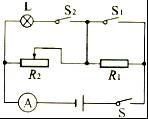 L S₂ S₁
R₂ R₁
A S